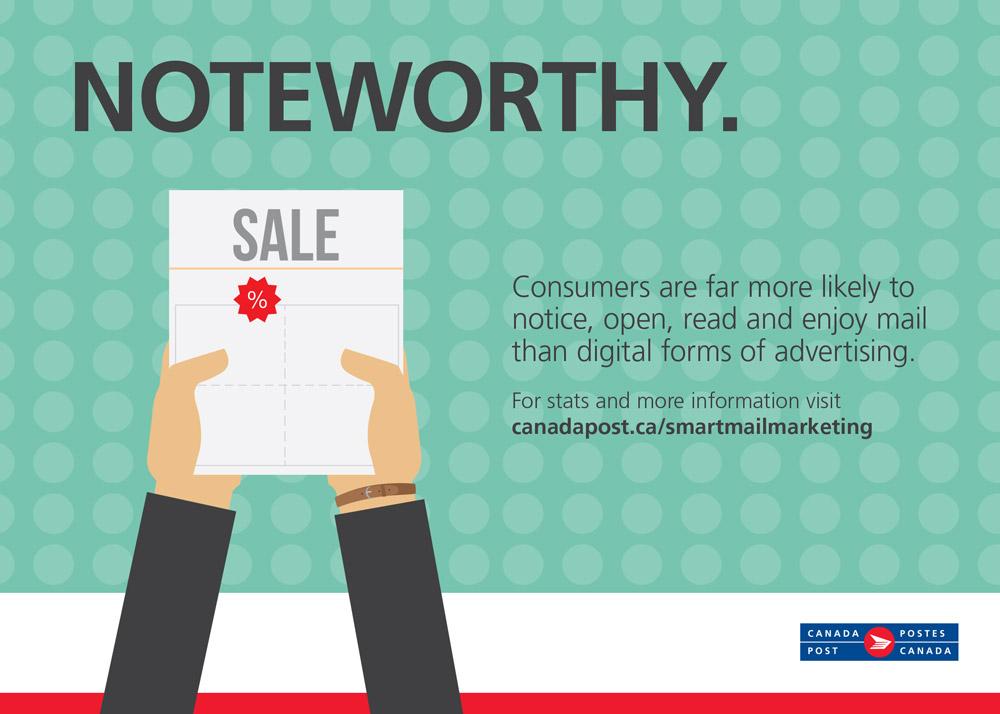 NOTEWORTHY.
SALE
%
Consumers are far more likely to
notice, open, read and enjoy mail
than digital forms of advertising.
For stats and more information visit
canadapost.ca/smartmailmarketing
CANADA POSTES
POST CANADA